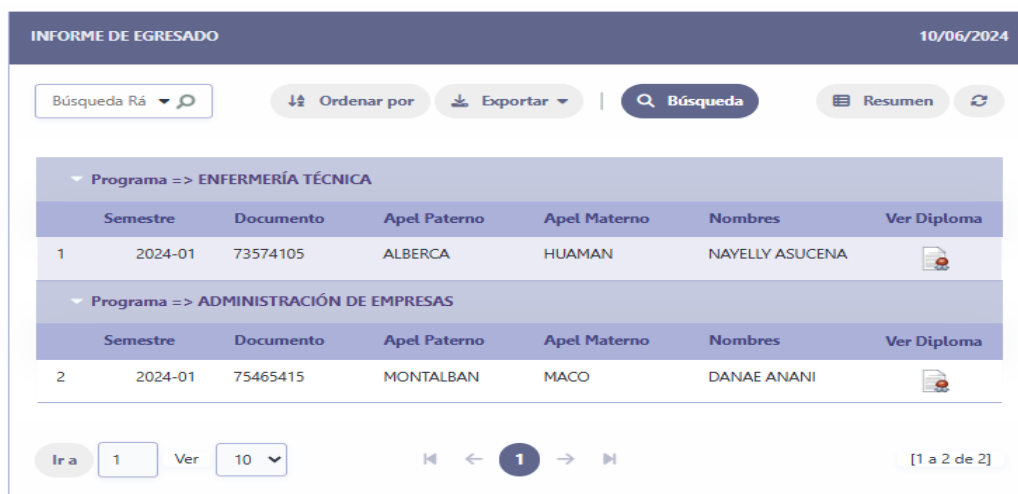 INFORME DE EGRESADO 10/06/2024
Búsqueda Rá Ordenar por Exportar | Búsqueda Resumen
Programa => ENFERMERÍA TÉCNICA
Semestre Documento Apel Paterno Apel Materno Nombres Ver Diploma
1 2024-01 73574105 ALBERCA HUAMAN NAYELLY ASUCENA
Programa => ADMINISTRACIÓN DE EMPRESAS
Semestre Documento Apel Paterno Apel Materno Nombres Ver Diploma
2 2024-01 75465415 MONTALBAN MACO DANAE ANANI
Ir a 1 Ver 10 1 [1 a 2 de 2]